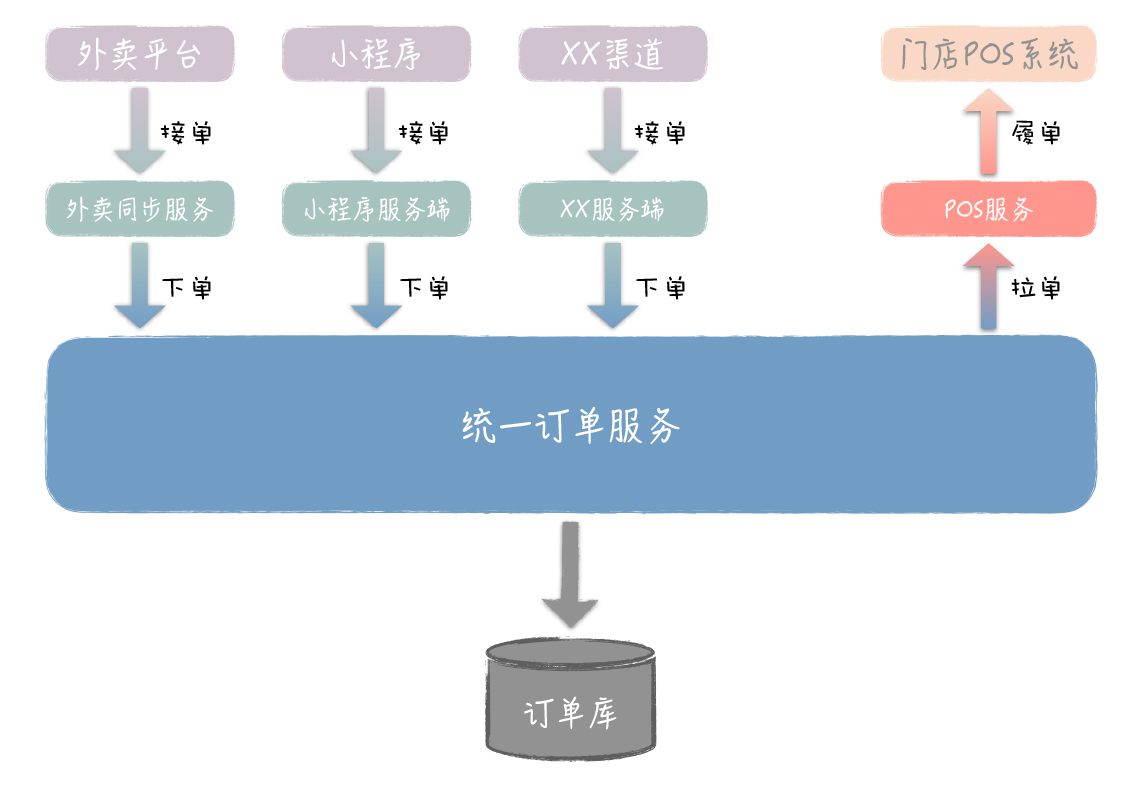 外卖平台
小程序
XX渠道
门店POS系统
接单
接单
接单
履单
外卖同步服务
小程序服务端
XX服务端
POS服务
下单
下单
下单
拉单
统一订单服务
订单库